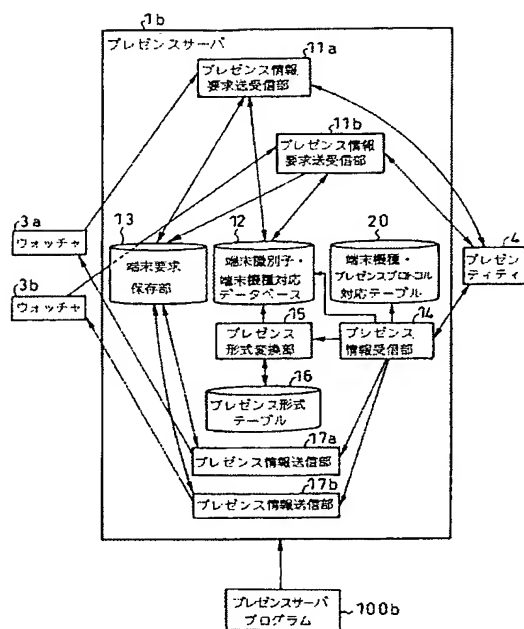 1b
プレゼンスサーバ
11a
プレゼンス情報
要求送受信部
11b
プレゼンス情報
要求送受信部
3a
ウォッチャ
3b
ウォッチャ
13
端末要求
保存部
12
端末識別子・
端末機種対応
データベース
20
端末機種・
プレゼンスプロトコル
対応テーブル
4
プレゼン
ティティ
15
プレゼンス
形式変換部
14
プレゼンス
情報受信部
16
プレゼンス形式
テーブル
17a
プレゼンス情報送信部
17b
プレゼンス情報送信部
プレゼンスサーバ
プログラム
100b